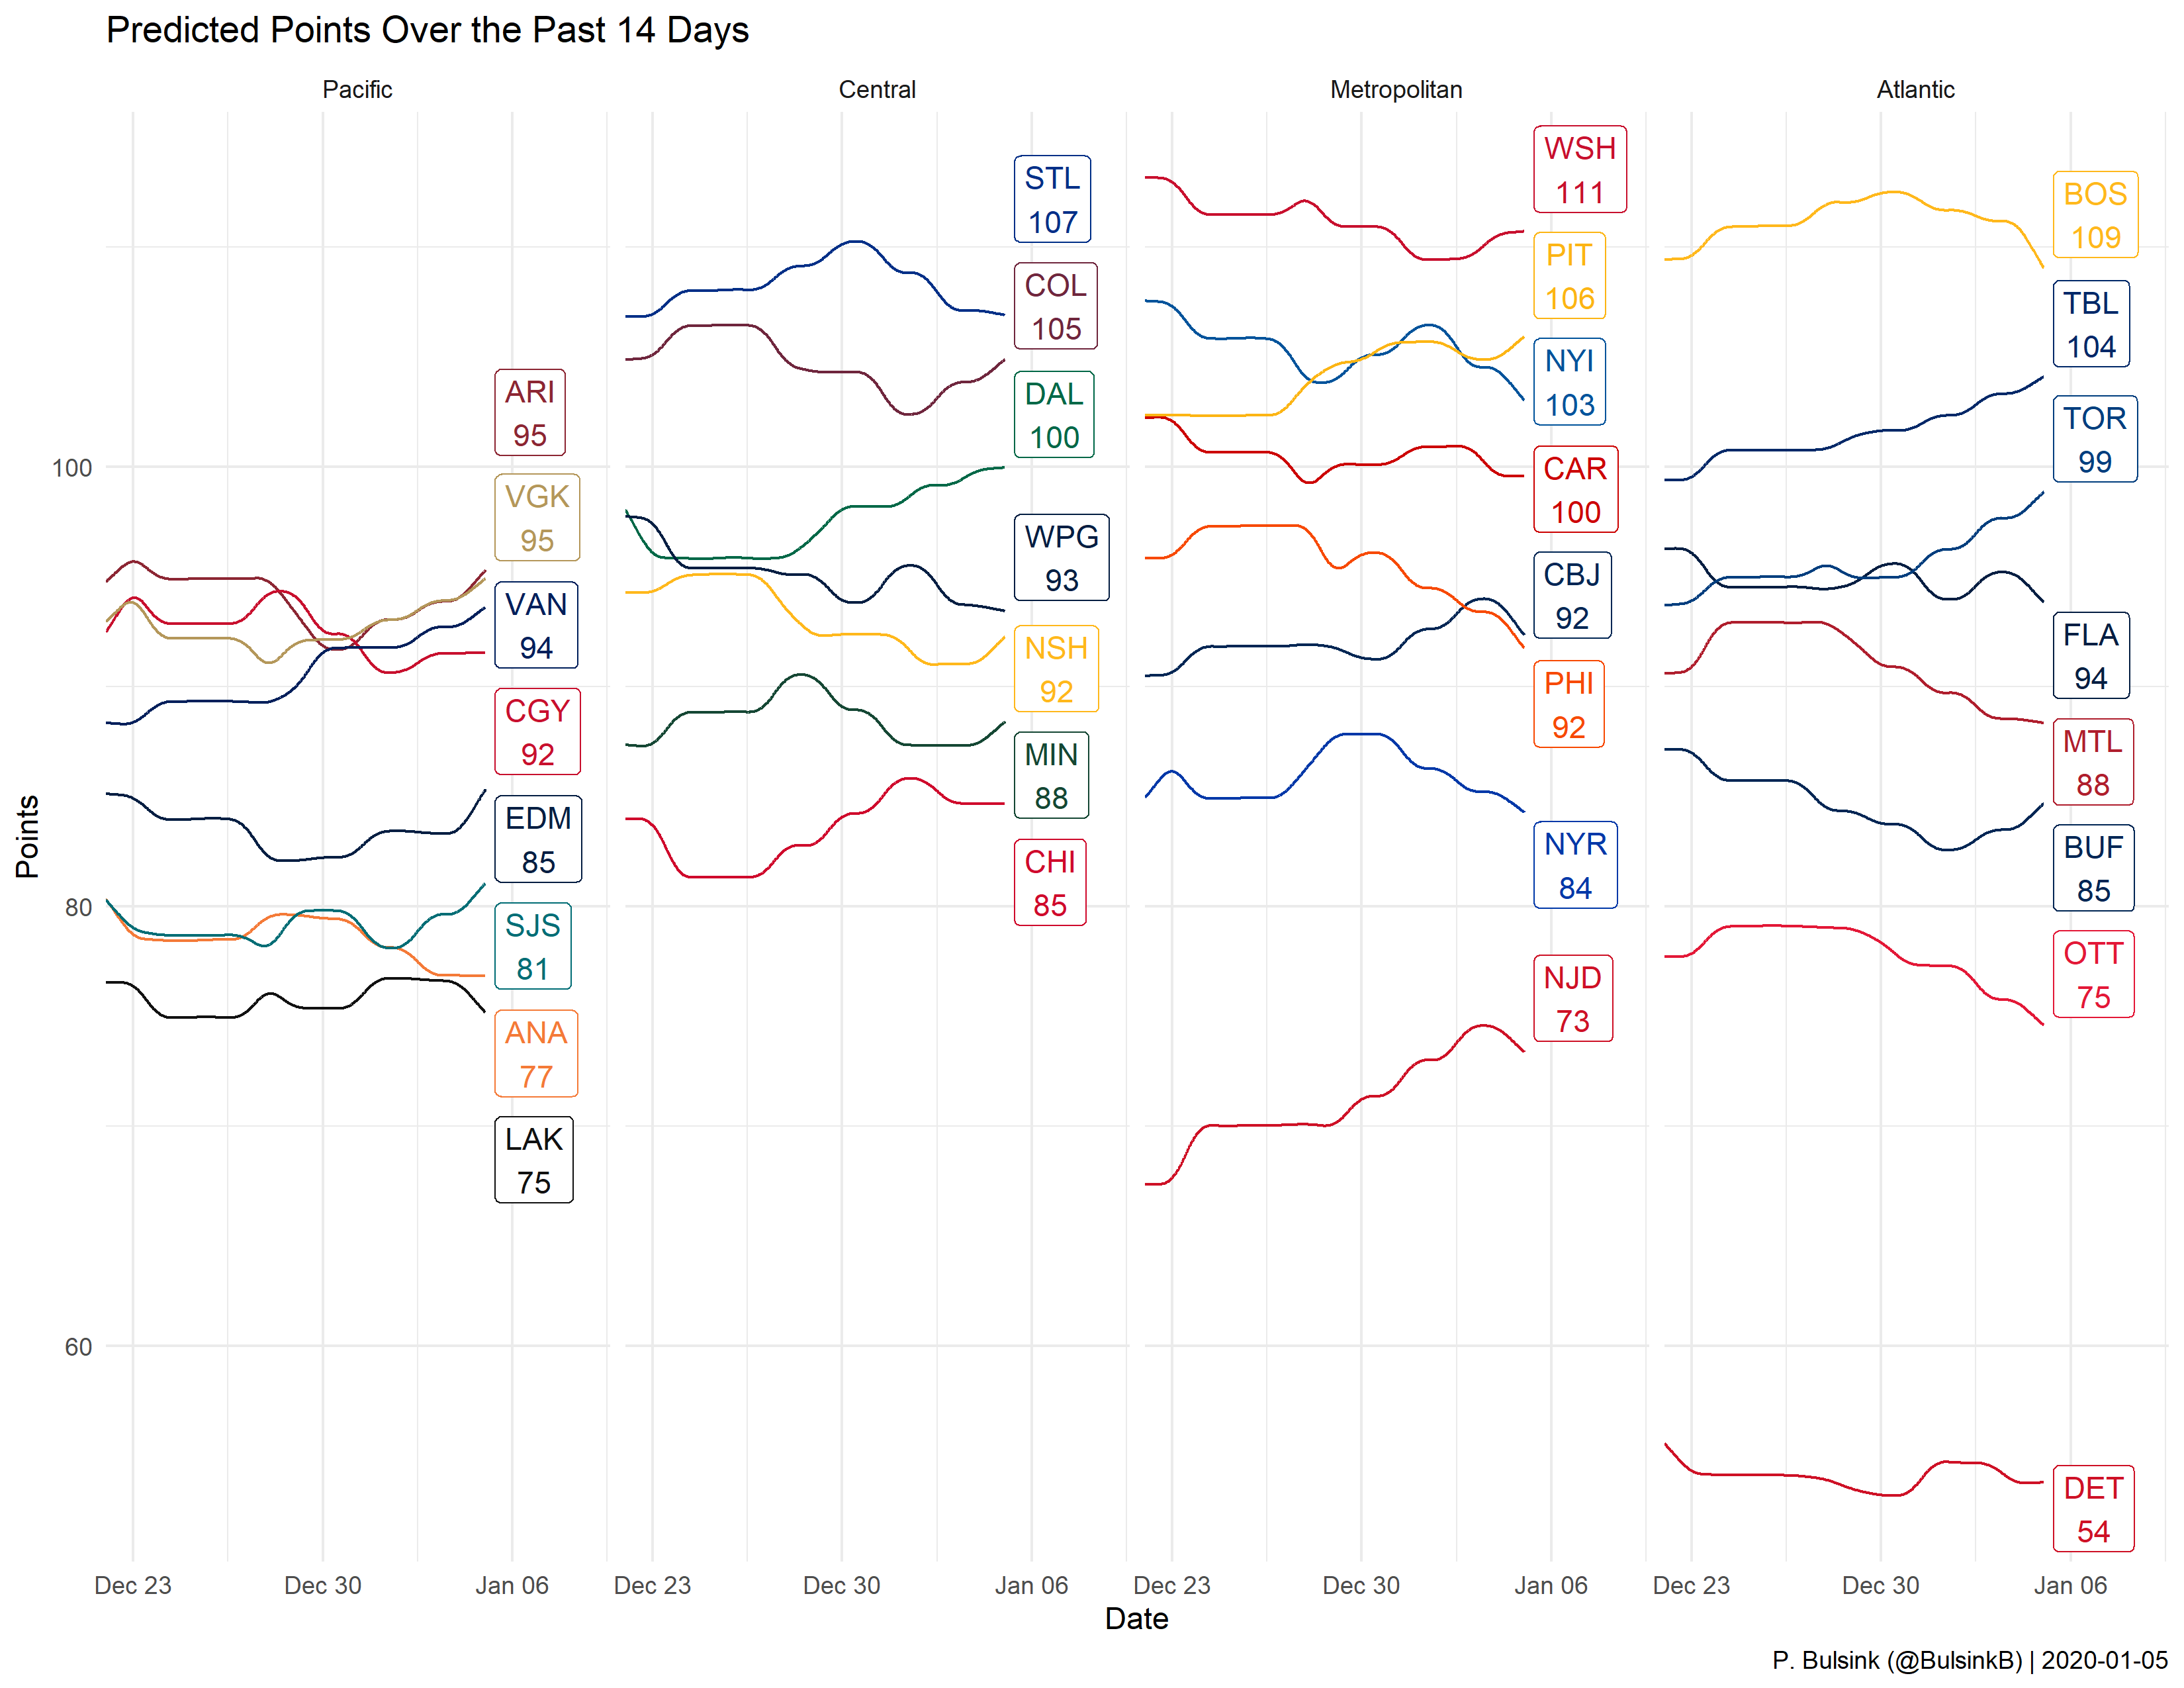 Predicted Points Over the Past 14 Days
Pacific
Central
Metropolitan
Atlantic
Points
100
80
60
ARI
95
VGK
95
VAN
94
CGY
92
EDM
85
SJS
81
ANA
77
LAK
75
STL
107
COL
105
DAL
100
WPG
93
NSH
92
MIN
88
CHI
85
WSH
111
PIT
106
NYI
103
CAR
100
CBJ
92
PHI
92
NYR
84
NJD
73
BOS
109
TBL
104
TOR
99
FLA
94
MTL
88
BUF
85
OTT
75
DET
54
Dec 23 Dec 30 Jan 06 Dec 23 Dec 30 Jan 06 Dec 23 Dec 30 Jan 06 Dec 23 Dec 30 Jan 06
Date
P. Bulsink (@BulsinkB) | 2020-01-05